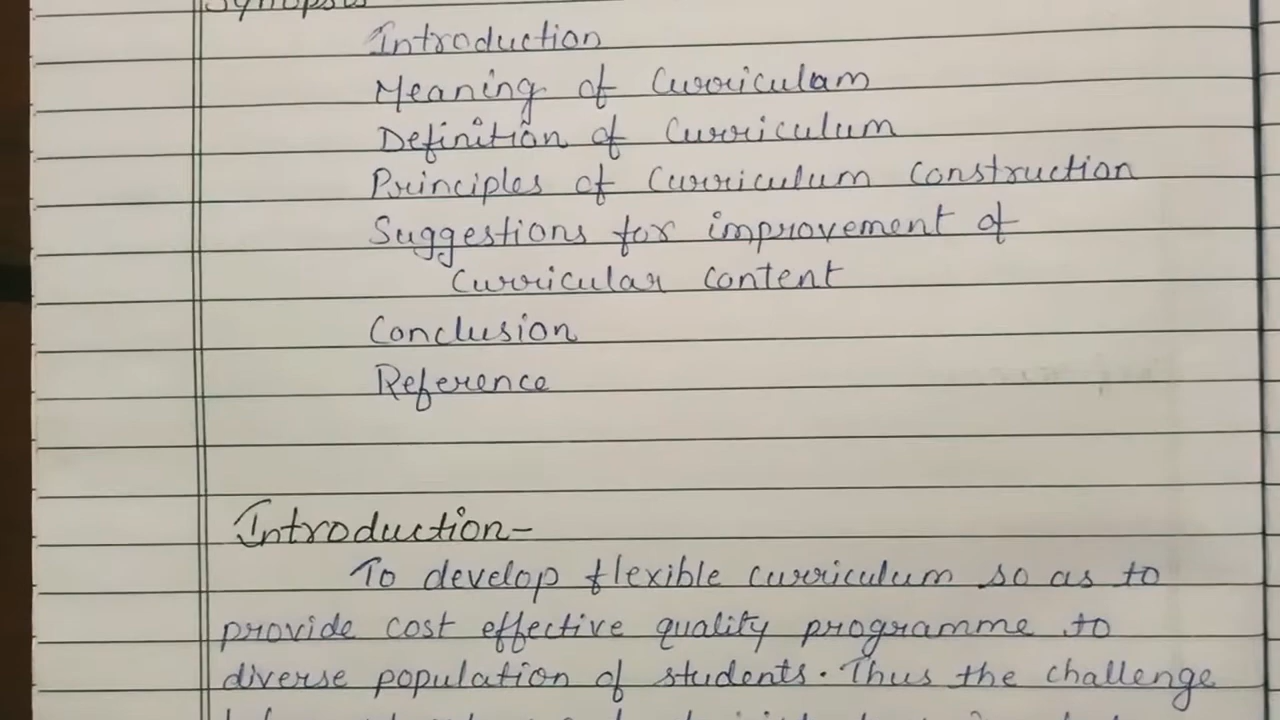 Synopsis
Introduction
Meaning of Curriculam
Definition of Curriculum
Principles of Curriculum Construction
Suggestions for improvement of
Curricular Content
Conclusion
Reference
Introduction-
To develop flexible curriculum so as to
provide cost effective quality programme to
diverse population of students. Thus the challenge